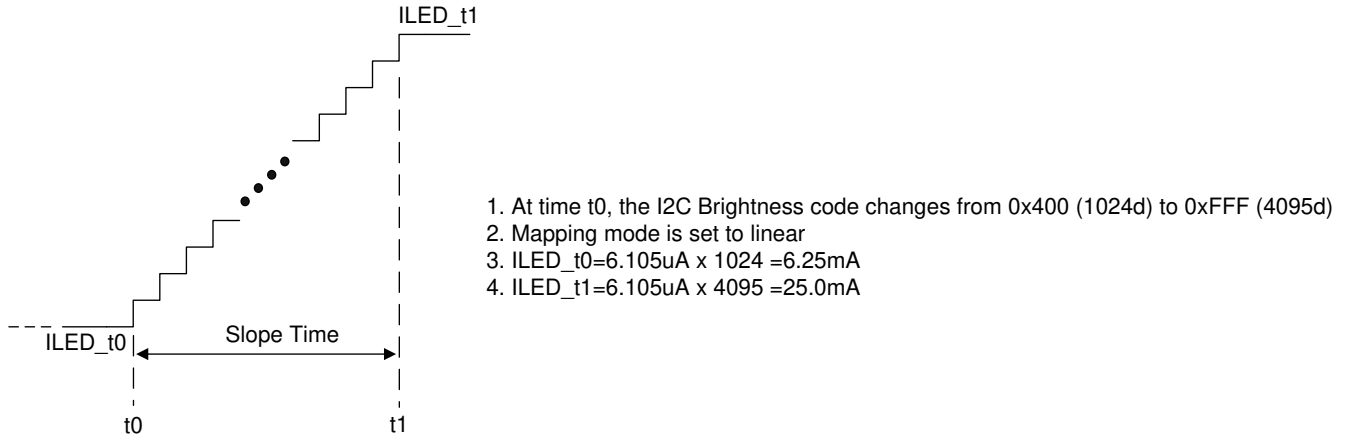 ILED_t1
1. At time t0, the I2C Brightness code changes from 0x400 (1024d) to 0xFFF (4095d)
2. Mapping mode is set to linear
3. ILED_t0=6.105uA x 1024 =6.25mA
4. ILED_t1=6.105uA x 4095 =25.0mA
ILED_t0
Slope Time
t0
t1